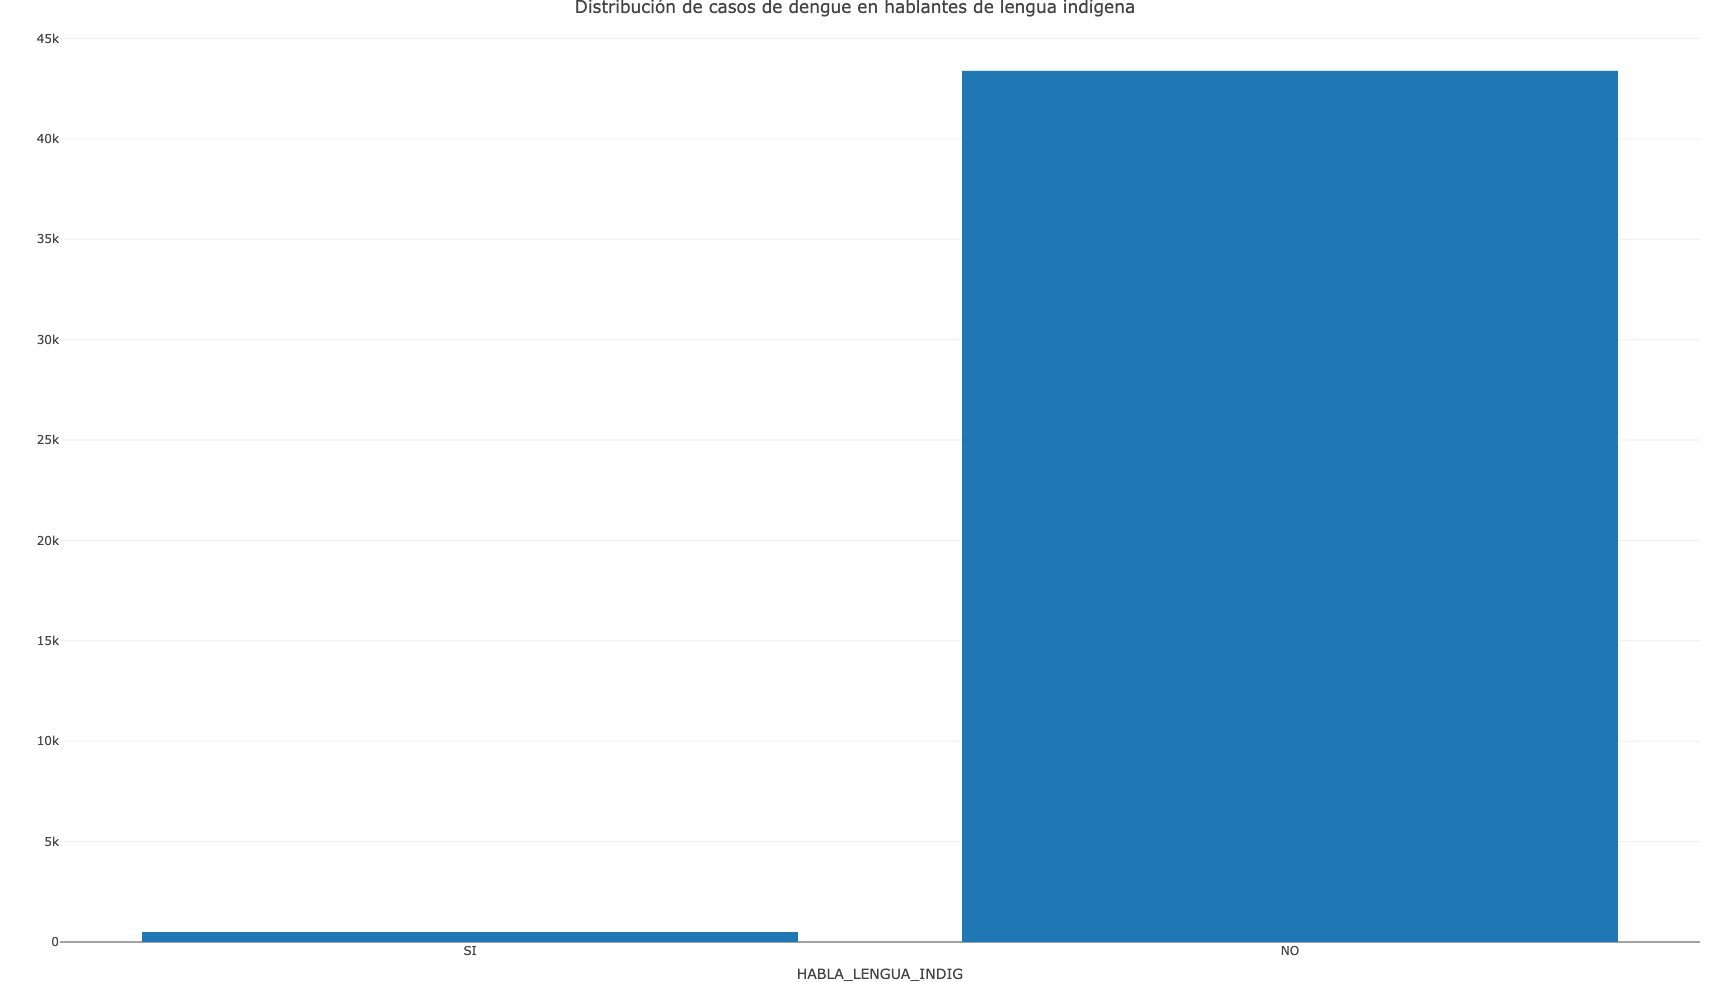 Distribución de casos de dengue en hablantes de lengua indígena
45k
40k
35k
30k
25k
20k
15k
10k
5k
0
SI NO
HABLA_LENGUA_INDIG